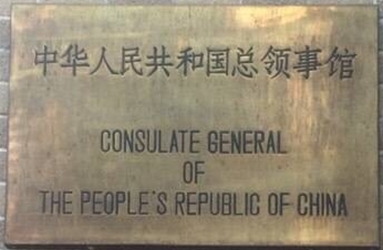 中华人民共和国总领事馆
CONSULATE GENERAL
OF
THE PEOPLE'S REPUBLIC OF CHINA